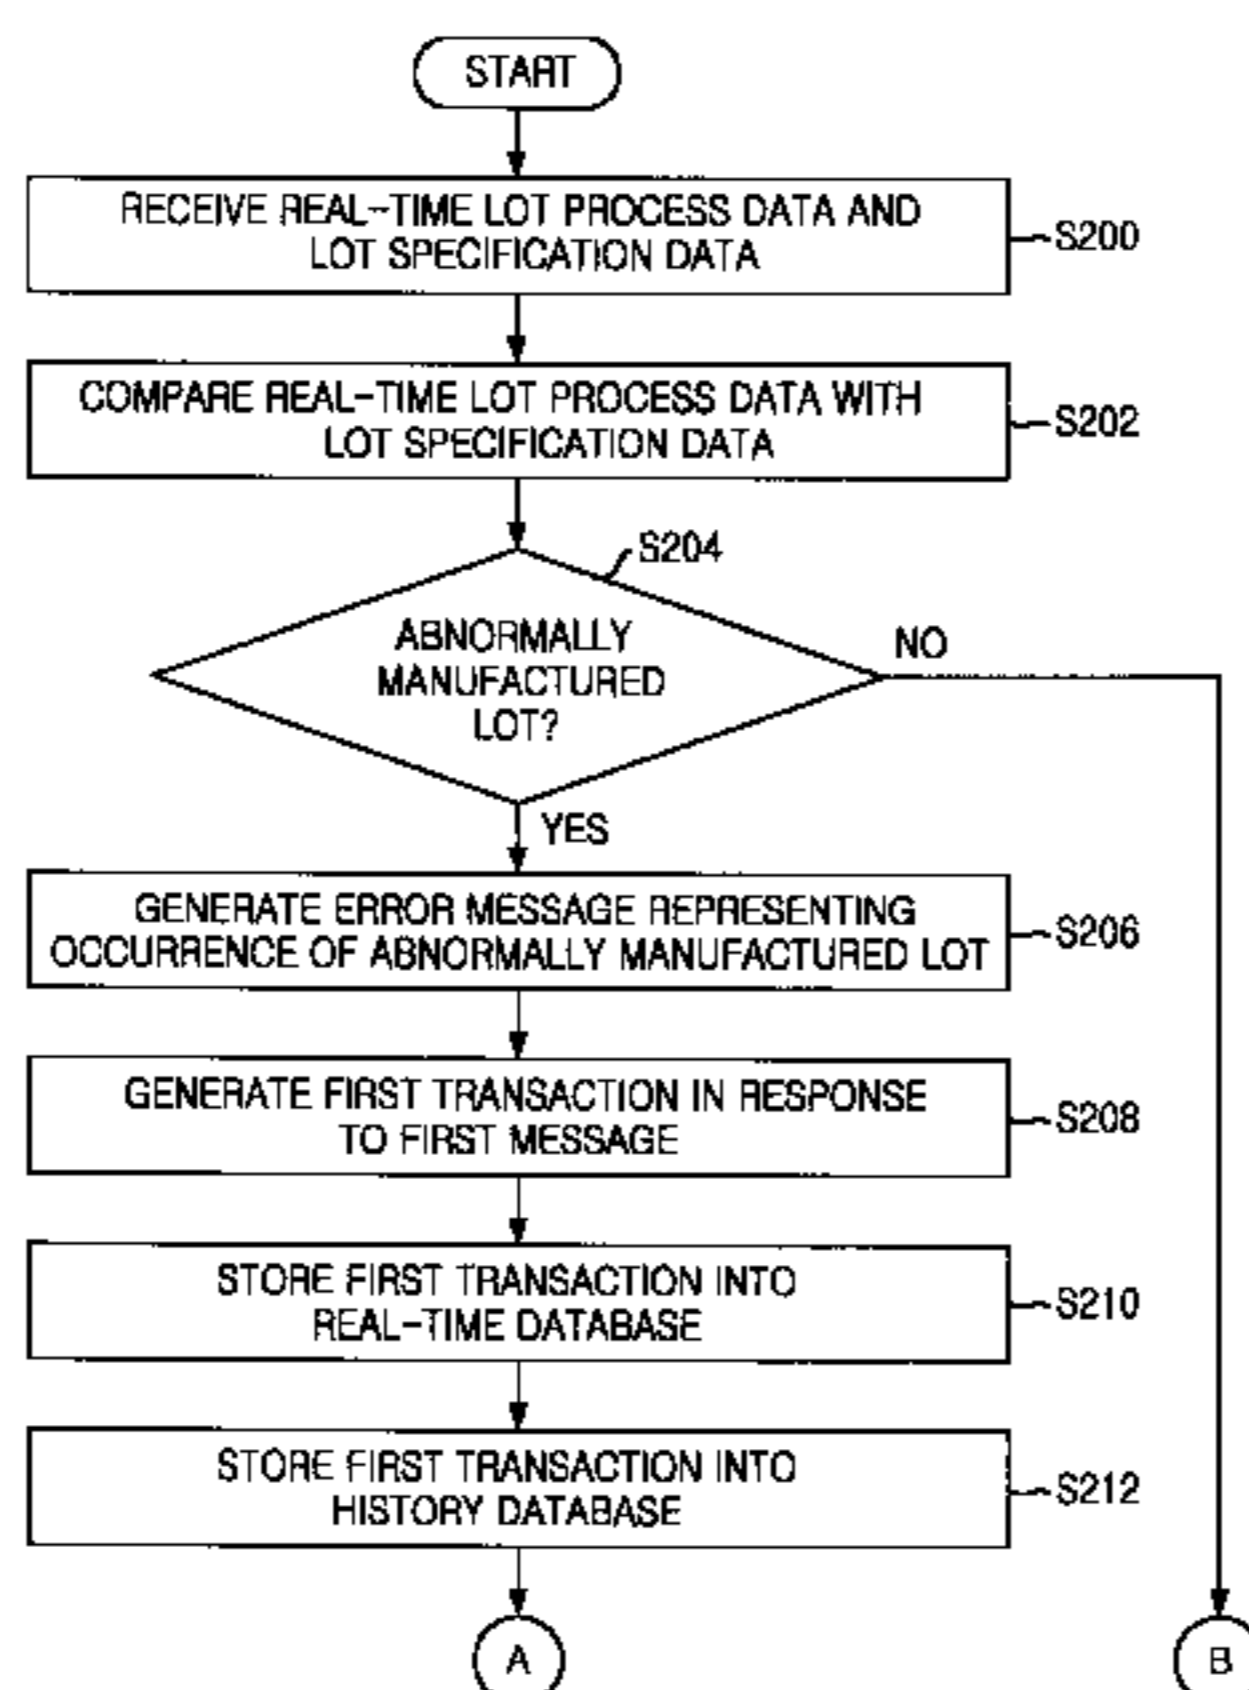 START
RECEIVE REAL-TIME LOT PROCESS DATA AND
LOT SPECIFICATION DATA
S200
COMPARE REAL-TIME LOT PROCESS DATA WITH
LOT SPECIFICATION DATA
S202
S204
ABNORMALLY
MANUFACTURED
LOT?
NO
YES
GENERATE ERROR MESSAGE REPRESENTING
OCCURRENCE OF ABNORMALLY MANUFACTURED LOT
S206
GENERATE FIRST TRANSACTION IN RESPONSE
TO FIRST MESSAGE
S208
STORE FIRST TRANSACTION INTO
REAL-TIME DATABASE
S210
STORE FIRST TRANSACTION INTO
HISTORY DATABASE
S212
A
B